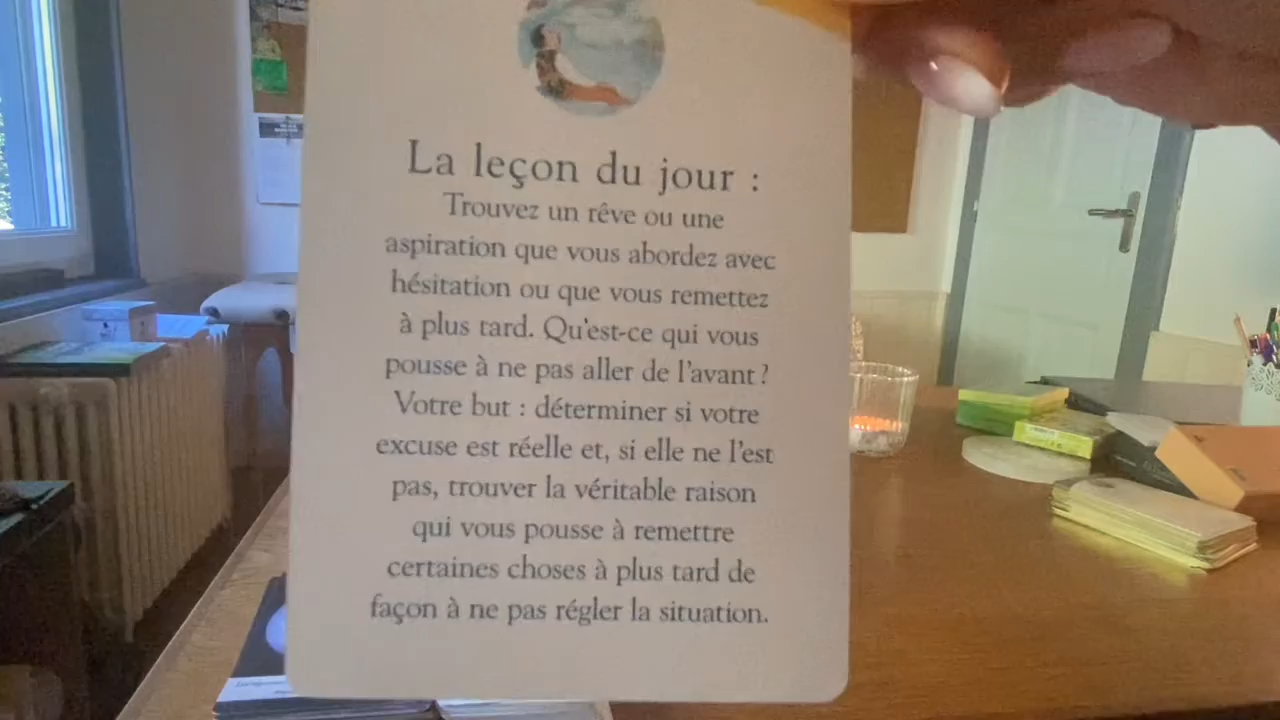 La leçon du jour :
Trouvez un rêve ou une
aspiration que vous abordez avec
hésitation ou que vous remettez
à plus tard. Qu'est-ce qui vous
pousse à ne pas aller de l'avant ?
Votre but : déterminer si votre
excuse est réelle et, si elle ne l'est
pas, trouver la véritable raison
qui vous pousse à remettre
certaines choses à plus tard de
façon à ne pas régler la situation.